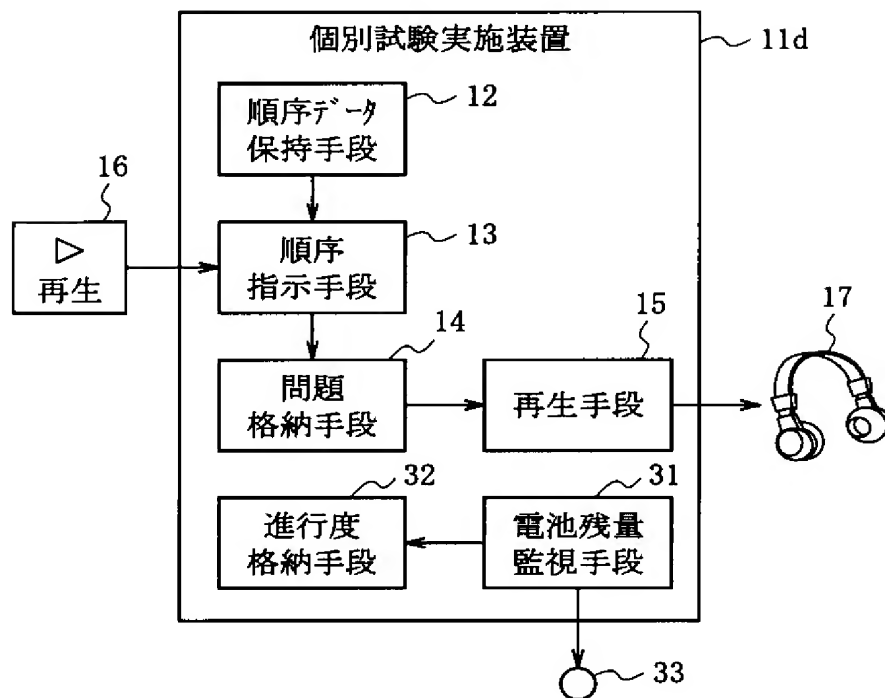 個別試験実施装置
11d
12
順序データ
保持手段
16
▷
再生
13
順序
指示手段
14
問題
格納手段
15
再生手段
17
32
進行度
格納手段
31
電池残量
監視手段
33